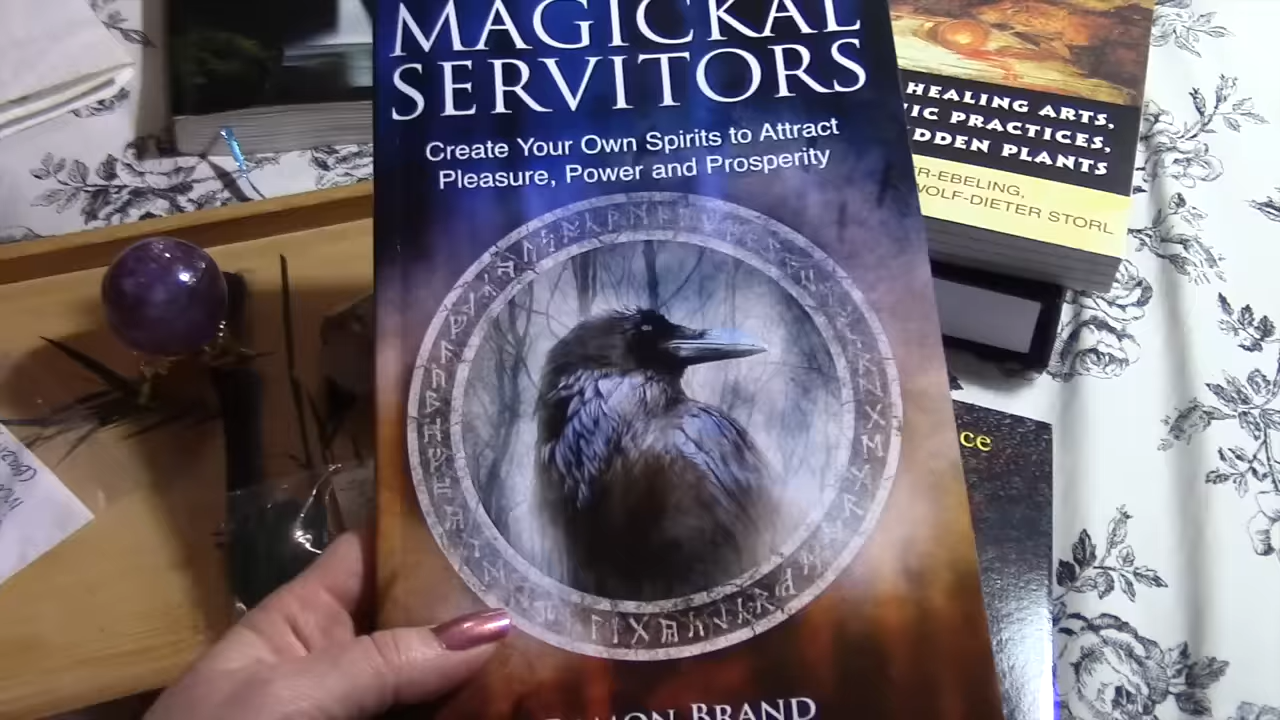 MAGICKAL
SERVITORS
Create Your Own Spirits to Attract
Pleasure, Power and Prosperity
BRAND
HEALING ARTS,
IC PRACTICES,
DDEN PLANTS
R-EBELING,
WOLF-DIETER STORL
ce